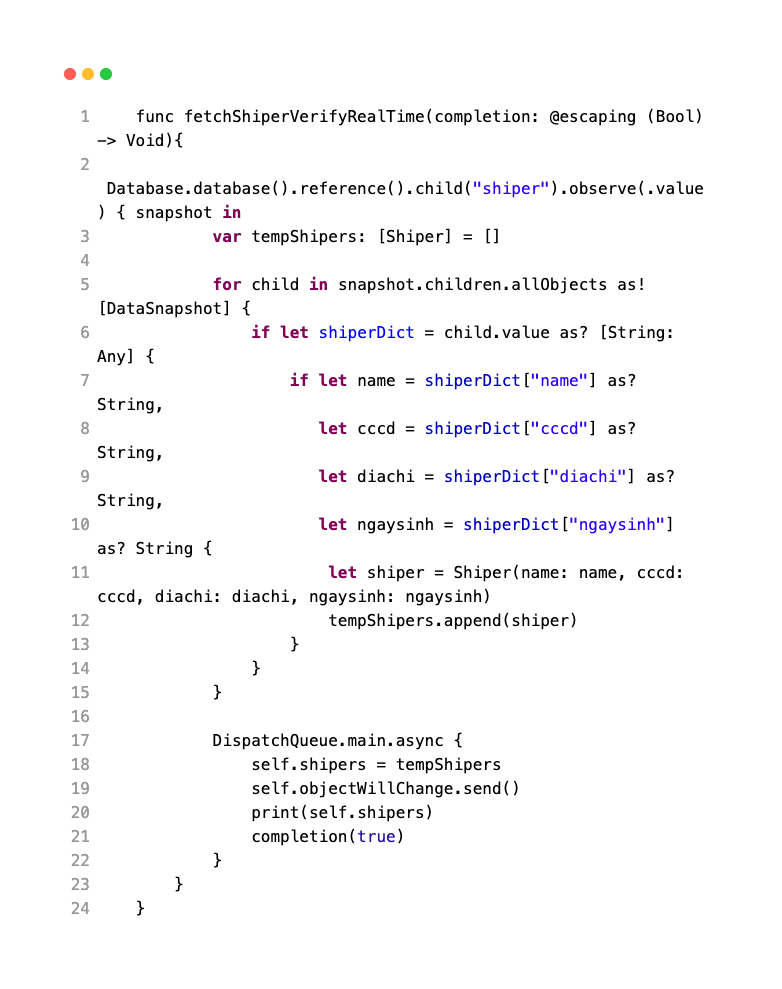 1 func fetchShiperVerifyRealTime(completion: @escaping (Bool)
-> Void){
2
Database.database().reference().child("shiper").observe(.value
) { snapshot in
3 var tempShipers: [Shiper] = []
4
5 for child in snapshot.children.allObjects as!
[DataSnapshot] {
6 if let shiperDict = child.value as? [String:
Any] {
7 if let name = shiperDict["name"] as?
String,
8 let cccd = shiperDict["cccd"] as?
String,
9 let diachi = shiperDict["diachi"] as?
String,
10 let ngaysinh = shiperDict["ngaysinh"]
as? String {
11 let shiper = Shiper(name: name, cccd:
cccd, diachi: diachi, ngaysinh: ngaysinh)
12 tempShipers.append(shiper)
13 }
14 }
15 }
16
17 DispatchQueue.main.async {
18 self.shipers = tempShipers
19 self.objectWillChange.send()
20 print(self.shipers)
21 completion(true)
22 }
23 }
24 }